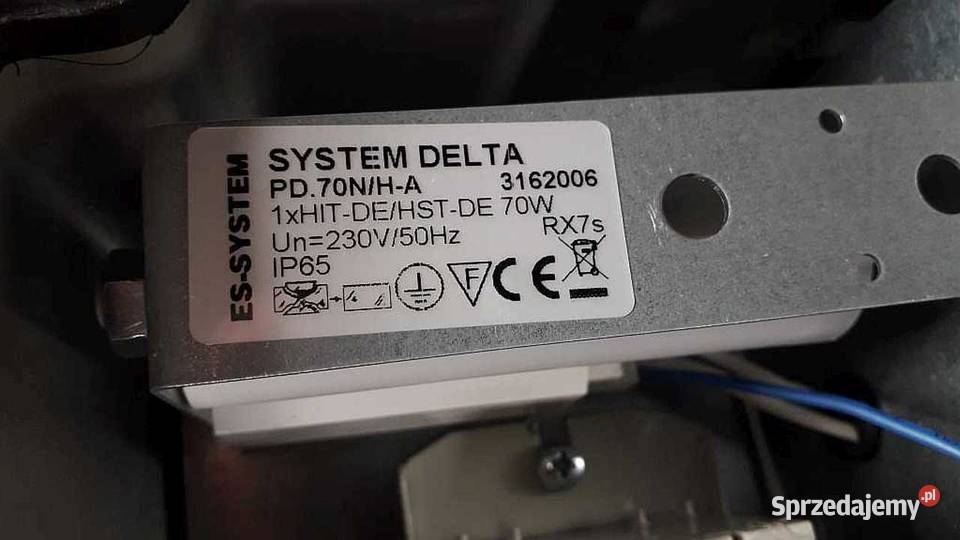 ES-SYSTEM
SYSTEM DELTA
PD.70N/H-A 3162006
1xHIT-DE/HST-DE 70W
RX7s
Un=230V/50Hz
IP65
F
CE
Sprzedajemy.pl